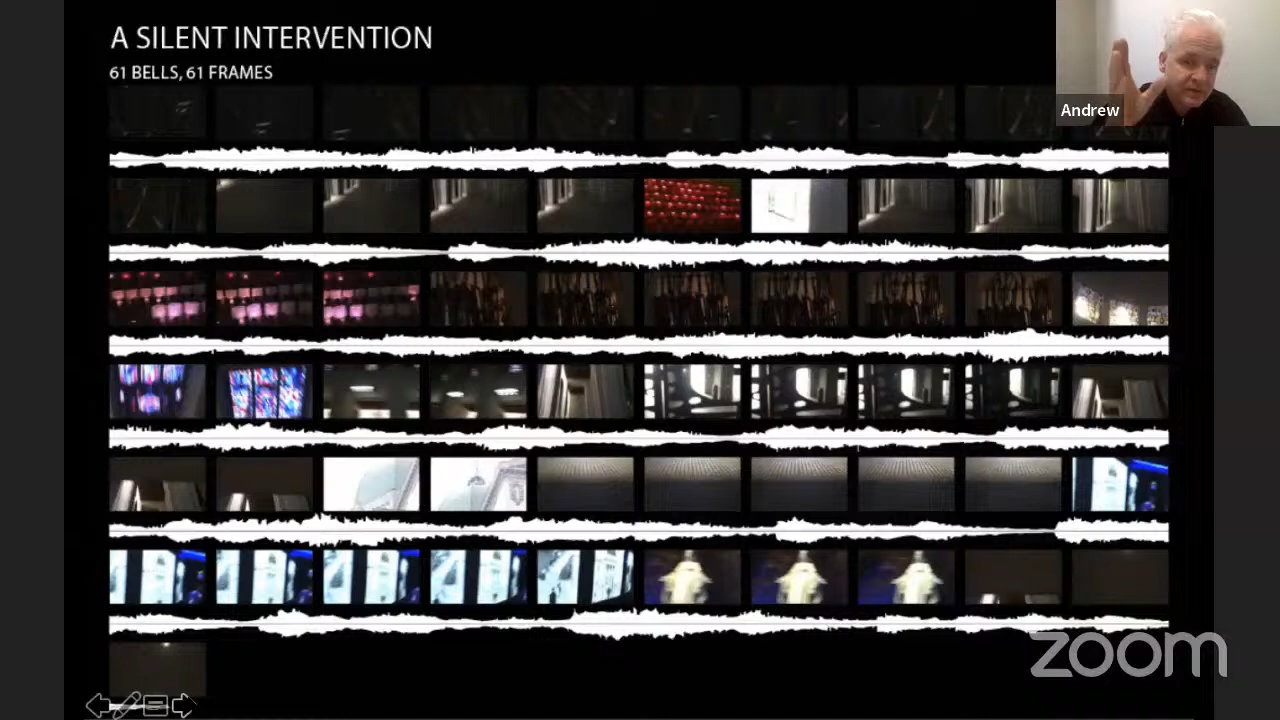 A SILENT INTERVENTION
61 BELLS, 61 FRAMES
Andrew
zoom